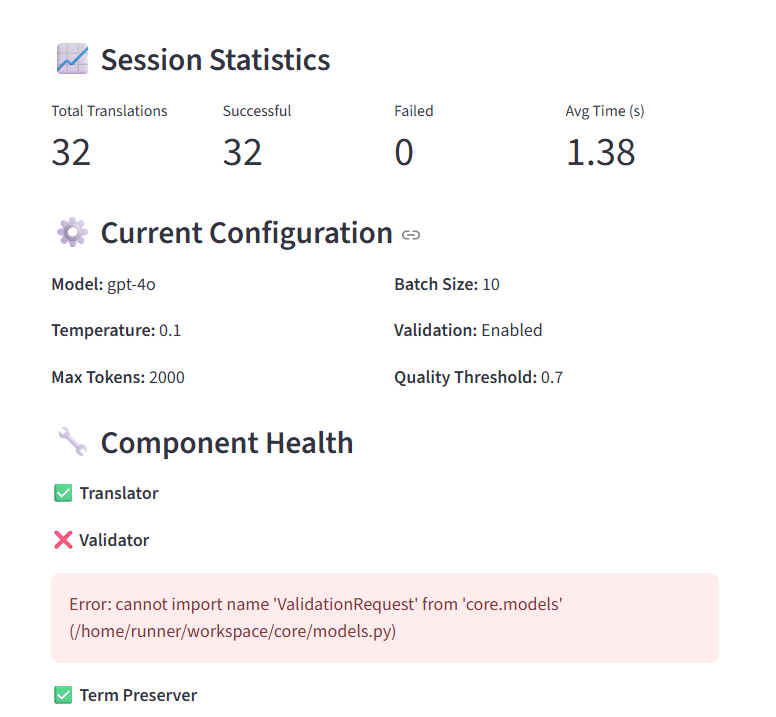 Session Statistics
Total Translations Successful Failed Avg Time (s)
32 32 0 1.38
Current Configuration
Model: gpt-4o Batch Size: 10
Temperature: 0.1 Validation: Enabled
Max Tokens: 2000 Quality Threshold: 0.7
Component Health
Translator
Validator
Error: cannot import name 'ValidationRequest' from 'core.models'
(/home/runner/workspace/core/models.py)
Term Preserver